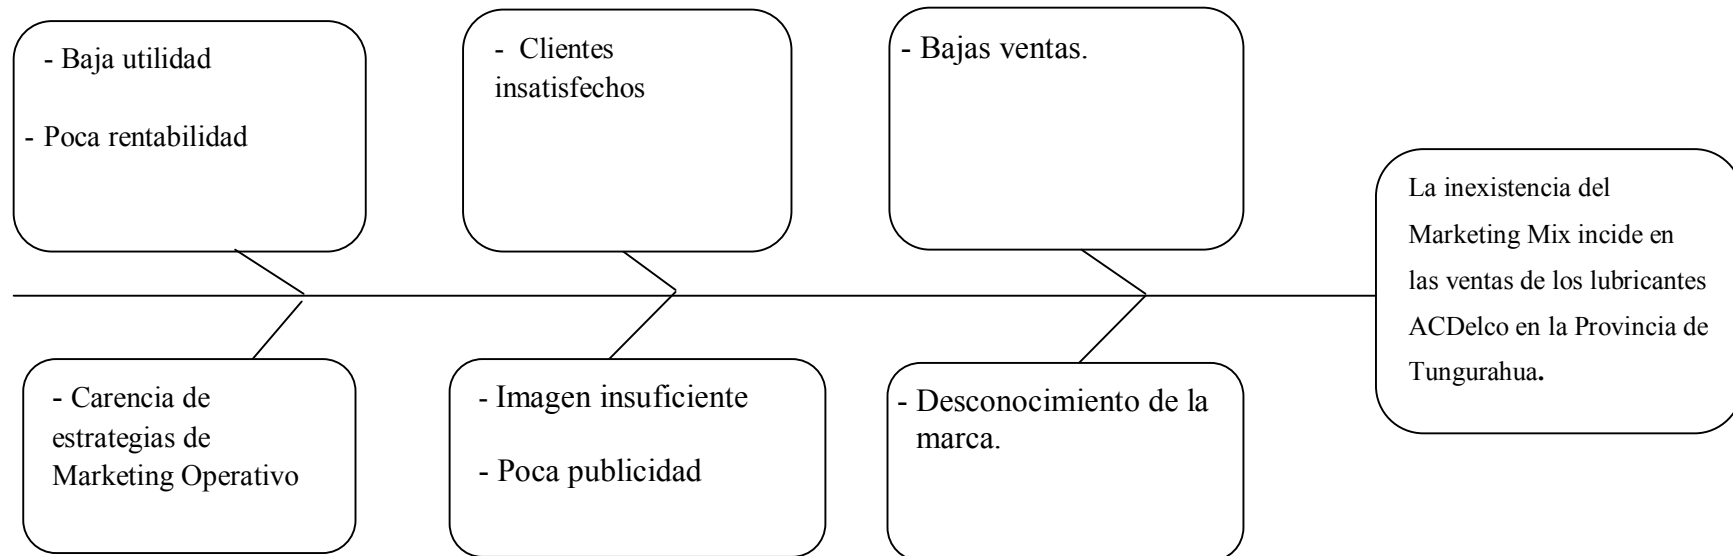 - Baja utilidad
- Poca rentabilidad
- Clientes
insatisfechos
- Bajas ventas.
La inexistencia del
Marketing Mix incide en
las ventas de los lubricantes
ACDelco en la Provincia de
Tungurahua.
- Carencia de
estrategias de
Marketing Operativo
- Imagen insuficiente
- Poca publicidad
- Desconocimiento de la
marca.